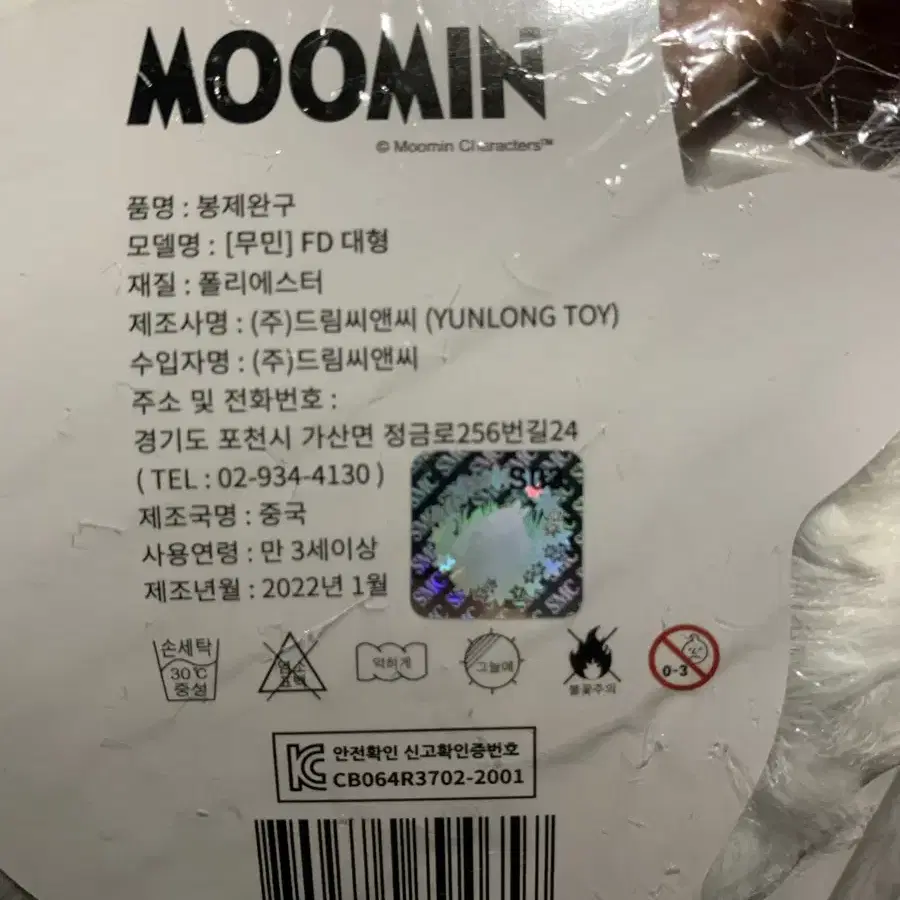 MOOMIN
© Moomin Characters™
품명 : 봉제완구
모델명 : [무민] FD 대형
재질 : 폴리에스터
제조사명 : (주)드림씨앤씨 (YUNLONG TOY)
수입자명 : (주)드림씨앤씨
주소 및 전화번호 :
경기도 포천시 가산면 정금로256번길24
( TEL : 02-934-4130 )
제조국명 : 중국
사용연령 : 만 3세이상
제조년월 : 2022년 1월
SMC
손세탁
30℃
중성
염소
표백
약하게
그늘에
불꽃주의
0-3
KC 안전확인 신고확인증번호
CB064R3702-2001